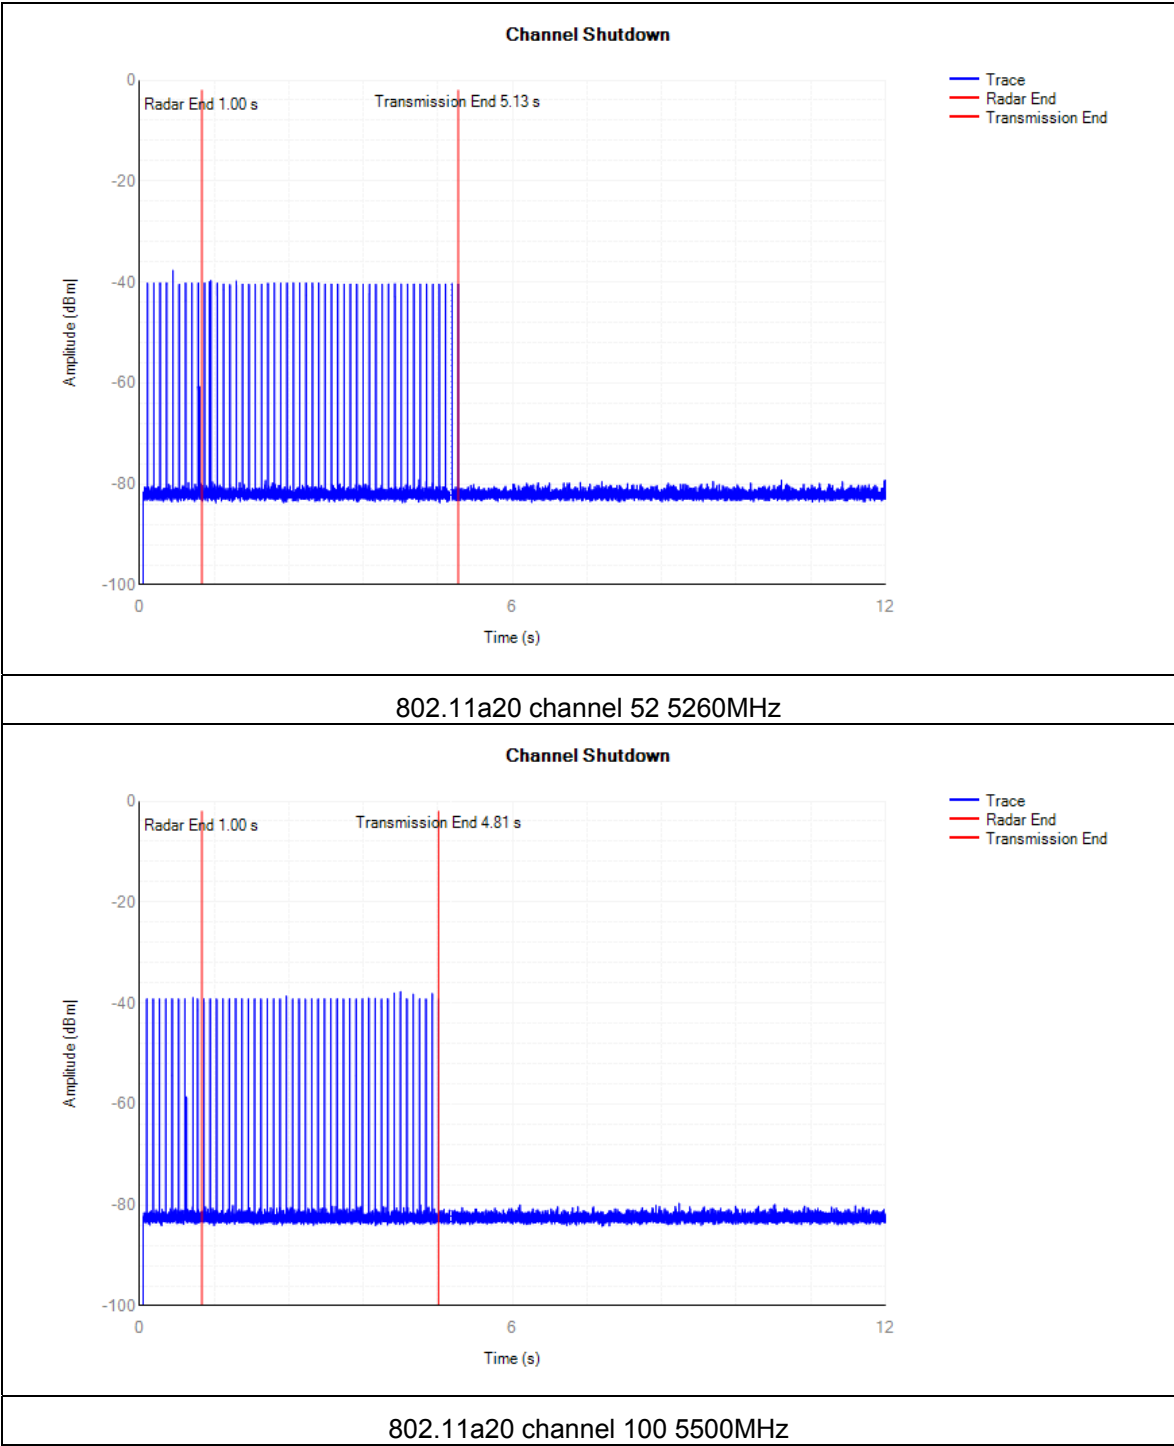 Channel Shutdown
Radar End 1.00 s
Transmission End 5.13 s
Trace
Radar End
Transmission End
0
-20
-40
-60
-80
-100
Amplitude [dBm]
0
6
12
Time (s)
802.11a20 channel 52 5260MHz
Channel Shutdown
Radar End 1.00 s
Transmission End 4.81 s
Trace
Radar End
Transmission End
0
-20
-40
-60
-80
-100
Amplitude [dBm]
0
6
12
Time (s)
802.11a20 channel 100 5500MHz